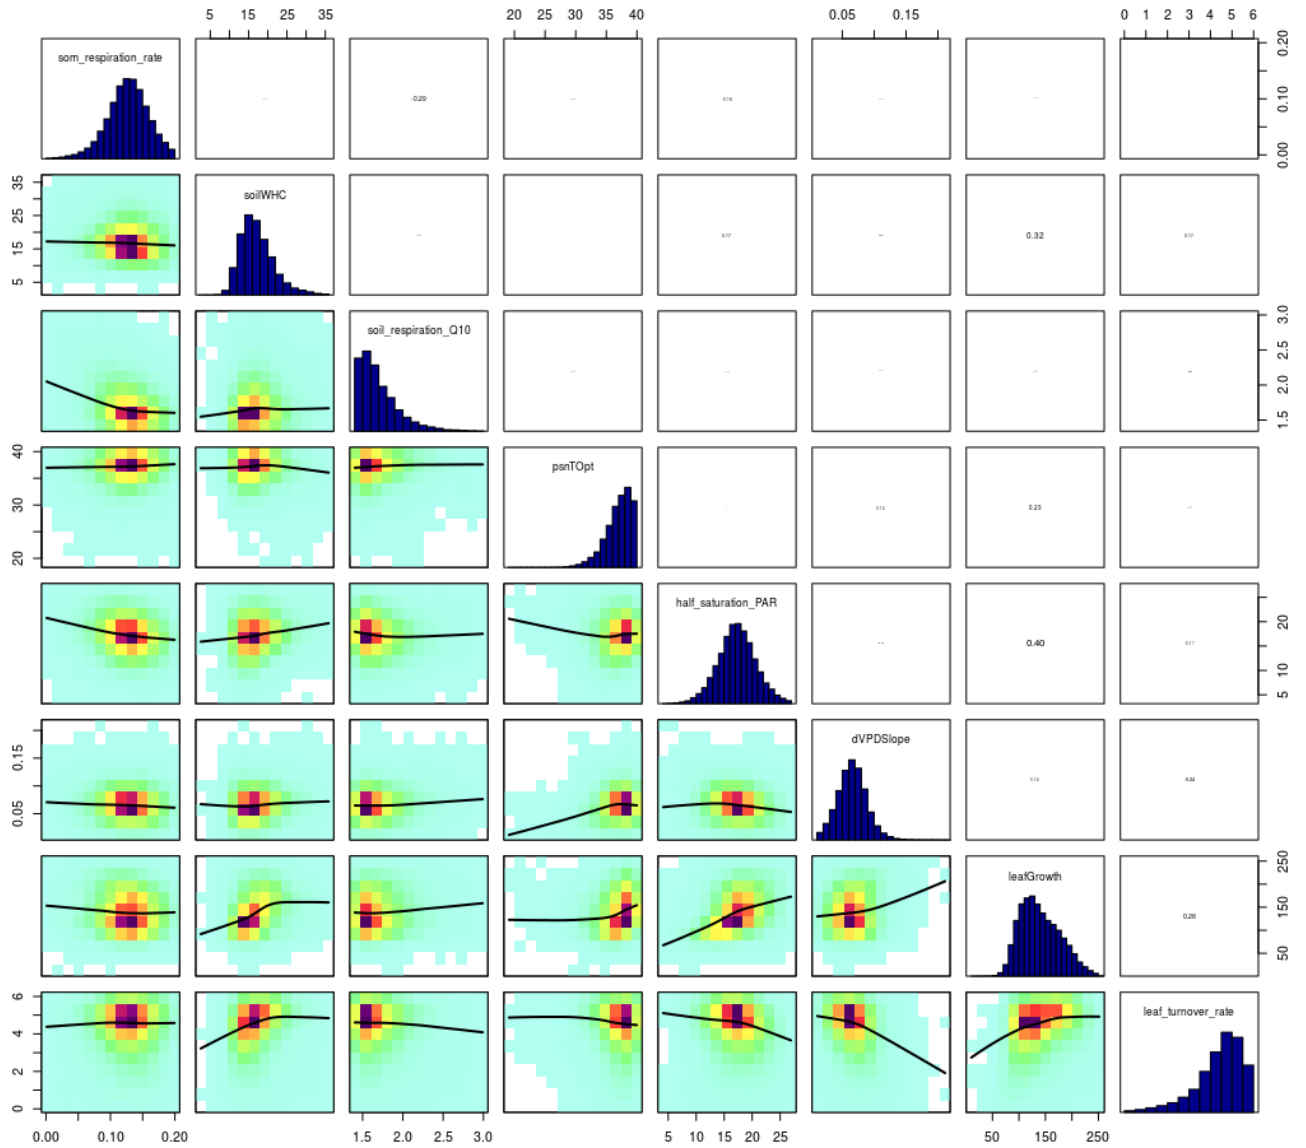 5 15 25 35 20 25 30 35 40 0.05 0.15 0 1 2 3 4 5 6
som_respiration_rate
-0.29
0.00 0.10 0.20
soilWHC
5 15 25 35
0.32
soil_respiration_Q10
1.5 2.0 2.5 3.0
psnTOpt
20 30 40
0.14
0.23
half_saturation_PAR
0.40
5 10 20
dVPDSlope
0.05 0.15
0.14
-0.24
leafGrowth
0.26
50 150 250
leaf_turnover_rate
0 2 4 6
0.00 0.10 0.20 1.5 2.0 2.5 3.0 5 10 15 20 25 50 150 250